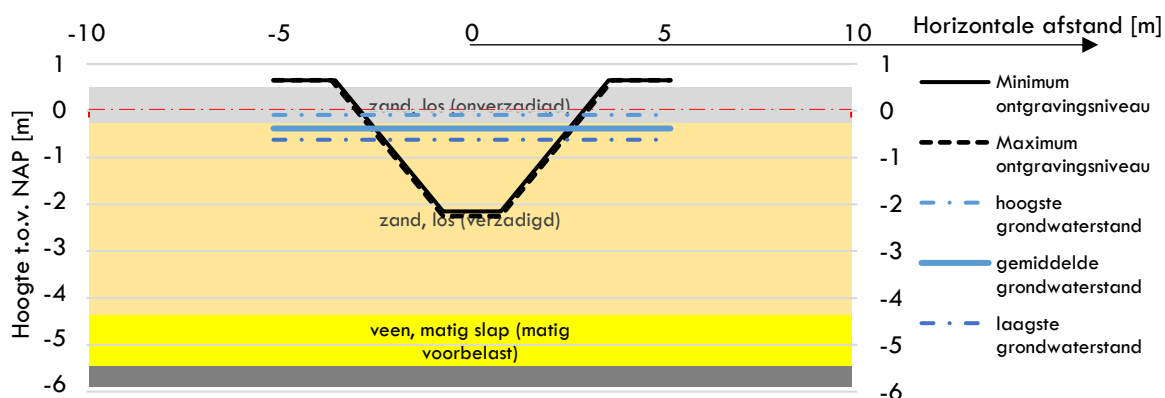 Horizontale afstand [m]
-10 -5 0 5 10
Hoogte t.o.v. NAP [m]
1
0
-1
-2
-3
-4
-5
-6
zand, los (onverzadigd)
zand, los (verzadigd)
veen, matig slap (matig
voorbelast)
1
0
-1
-2
-3
-4
-5
-6
Minimum
ontgravingsniveau
Maximum
ontgravingsniveau
hoogste
grondwaterstand
gemiddelde
grondwaterstand
laagste
grondwaterstand